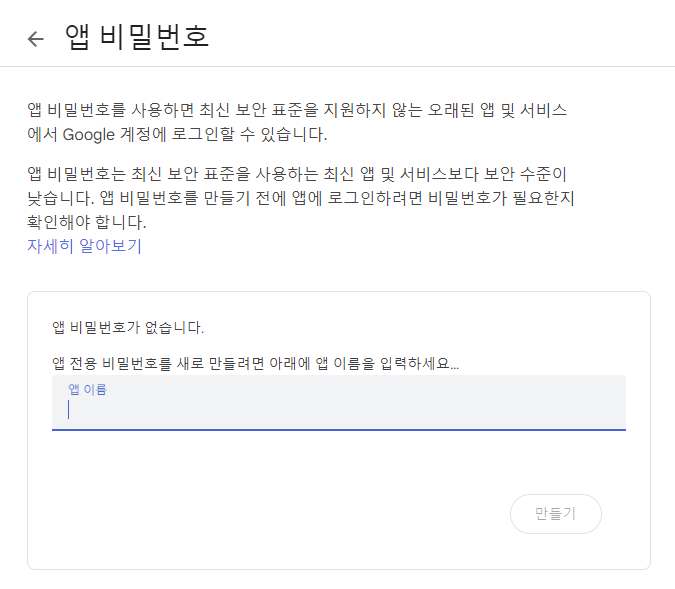 앱 비밀번호
앱 비밀번호를 사용하면 최신 보안 표준을 지원하지 않는 오래된 앱 및 서비스
에서 Google 계정에 로그인할 수 있습니다.
앱 비밀번호는 최신 보안 표준을 사용하는 최신 앱 및 서비스보다 보안 수준이
낮습니다. 앱 비밀번호를 만들기 전에 앱에 로그인하려면 비밀번호가 필요한지
확인해야 합니다.
자세히 알아보기
앱 비밀번호가 없습니다.
앱 전용 비밀번호를 새로 만들려면 아래에 앱 이름을 입력하세요...
앱 이름
만들기